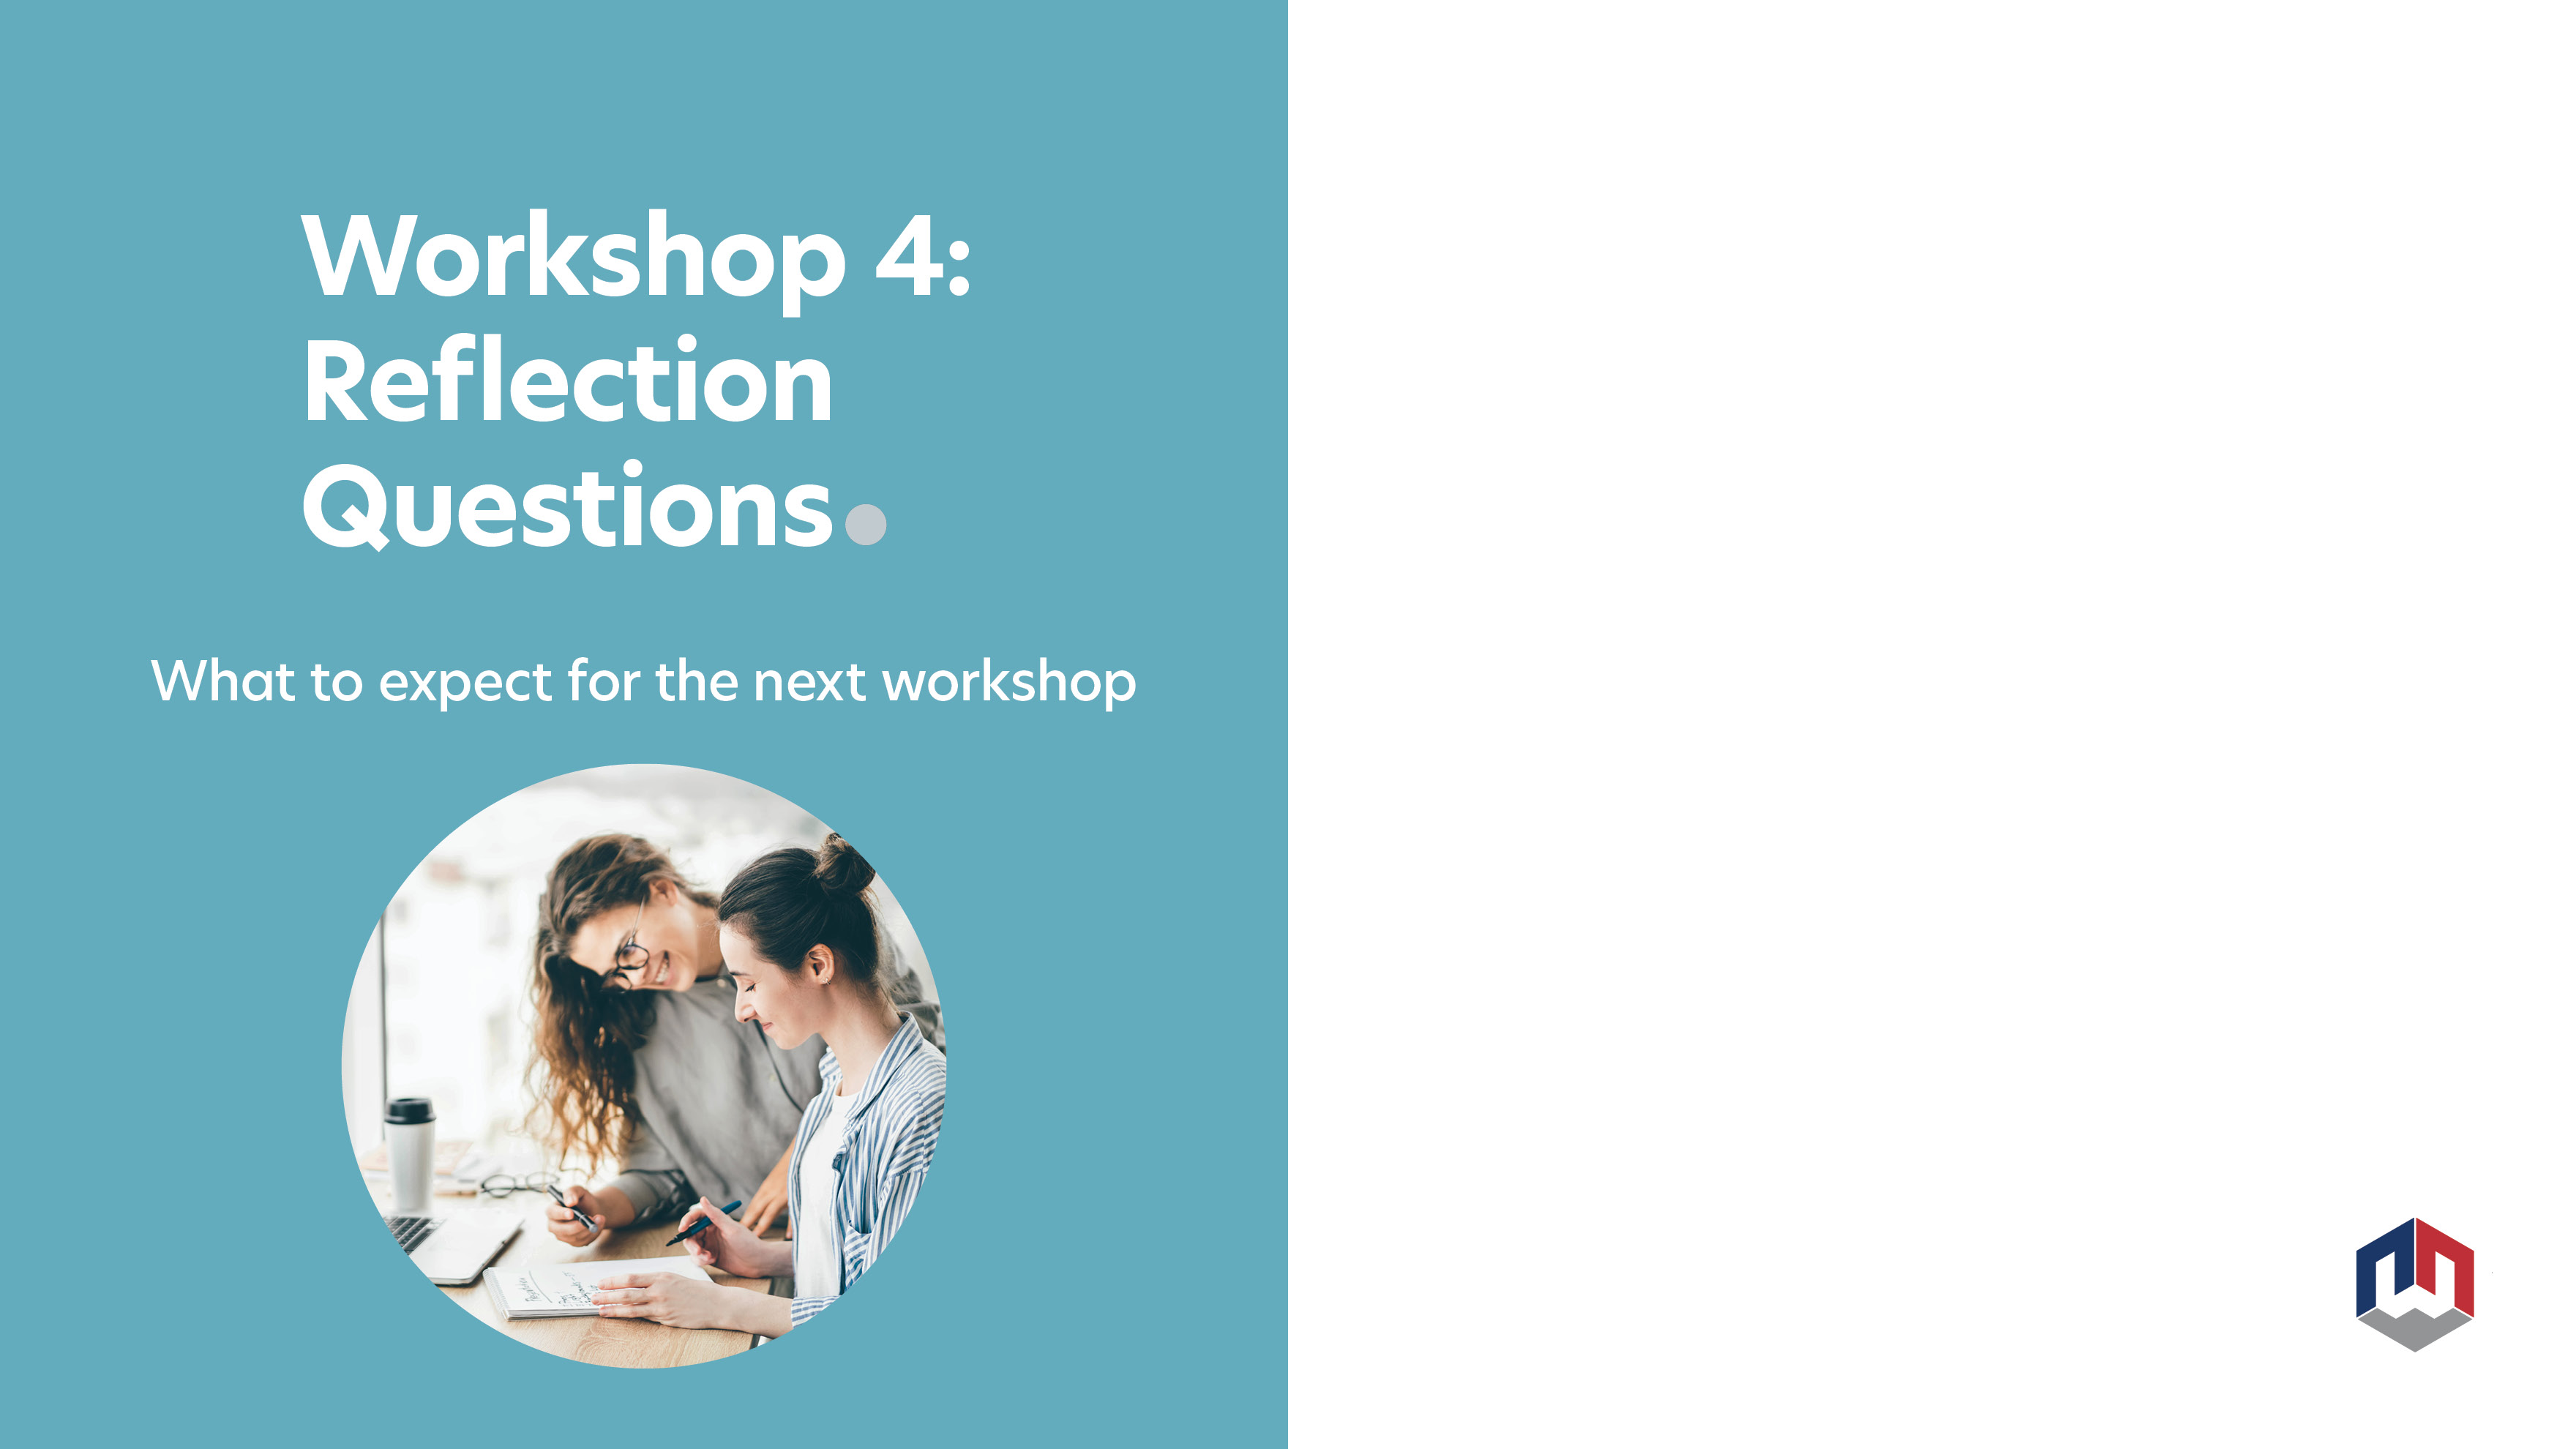 Workshop 4:
Reflection
Questions.
What to expect for the next workshop